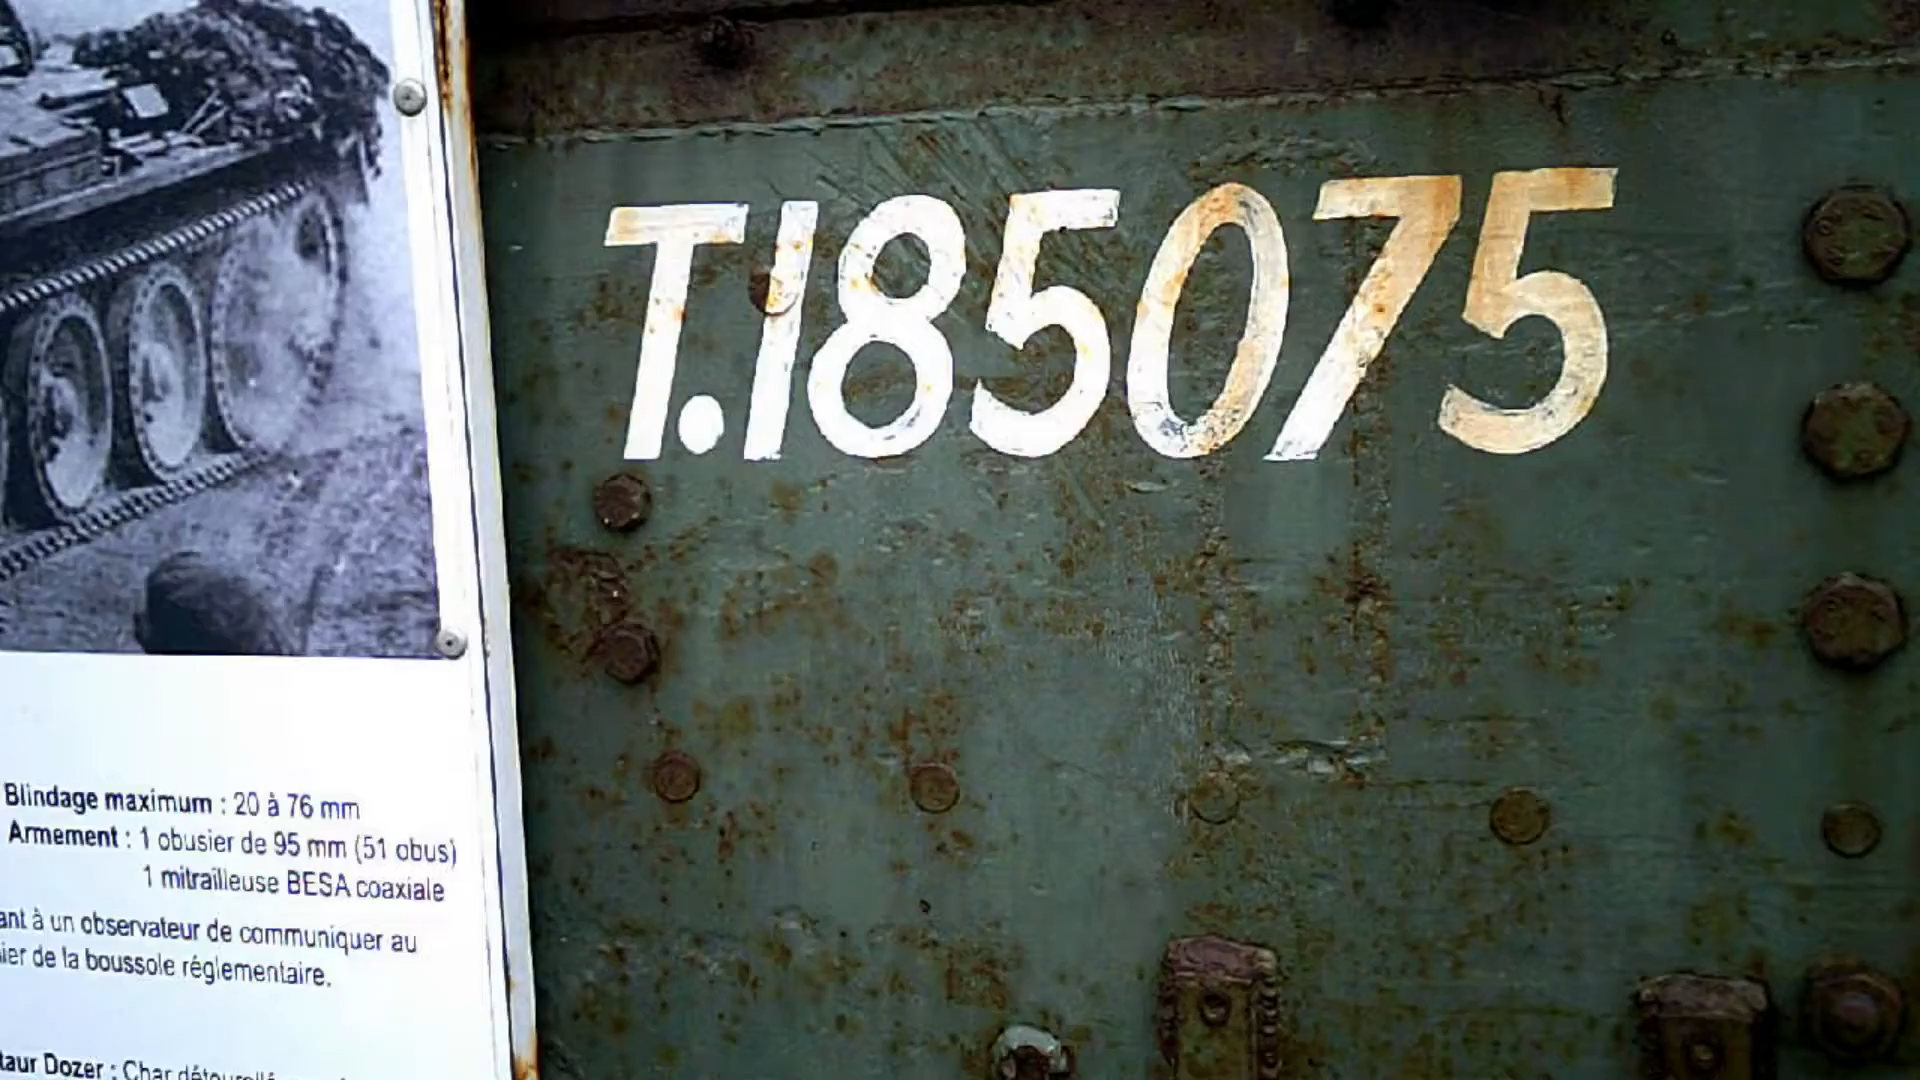 T.185075
Blindage maximum : 20 à 76 mm
Armement : 1 obusier de 95 mm (51 obus)
1 mitrailleuse BESA coaxiale
ant à un observateur de communiquer au
ier de la boussole réglementaire.
taur Dozer : Char